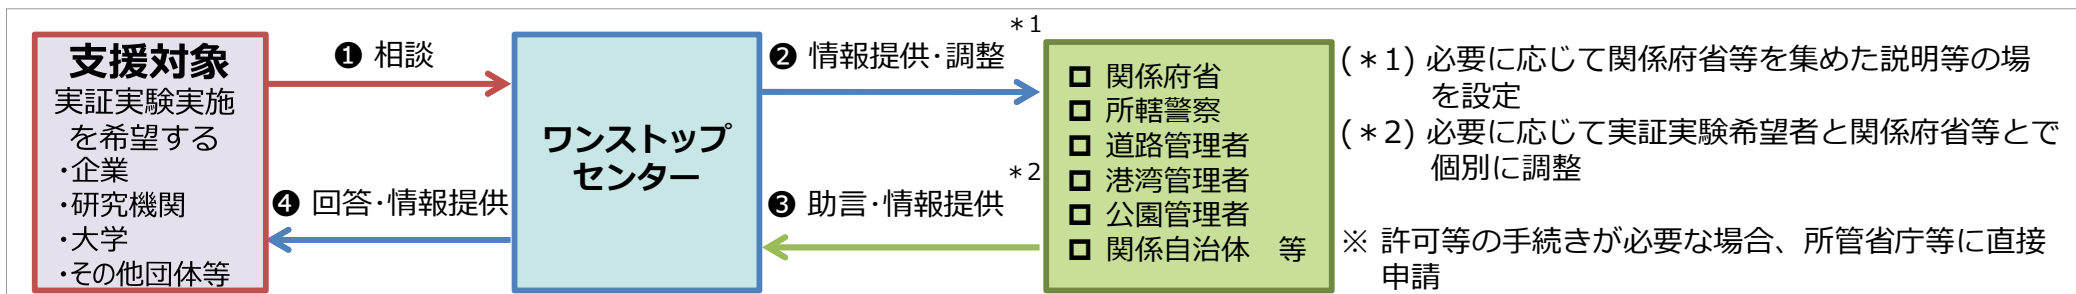 支援対象
実証実験実施
を希望する
・企業
・研究機関
・大学
・その他団体等
❶ 相談
❹ 回答・情報提供
ワンストップ
センター
❷ 情報提供・調整
＊1
❸ 助言・情報提供
＊2
□ 関係府省
□ 所轄警察
□ 道路管理者
□ 港湾管理者
□ 公園管理者
□ 関係自治体　等
(＊1) 必要に応じて関係府省等を集めた説明等の場
を設定
(＊2) 必要に応じて実証実験希望者と関係府省等とで
個別に調整
※ 許可等の手続きが必要な場合、所管省庁等に直接
申請